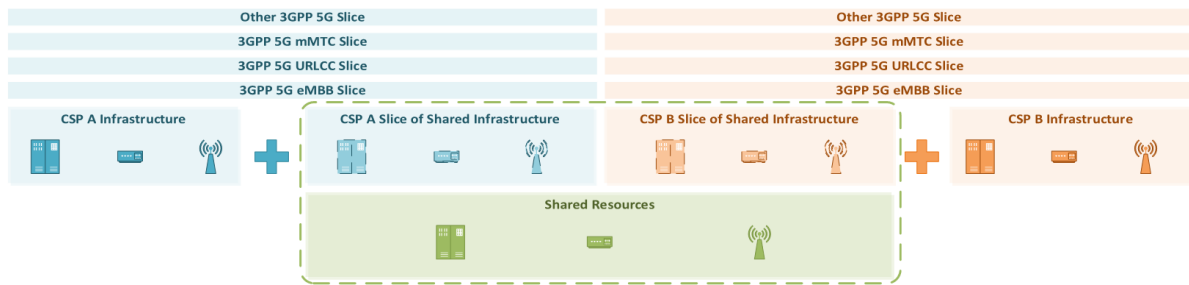 Other 3GPP 5G Slice
Other 3GPP 5G Slice
3GPP 5G mMTC Slice
3GPP 5G mMTC Slice
3GPP 5G URLCC Slice
3GPP 5G URLCC Slice
3GPP 5G eMBB Slice
3GPP 5G eMBB Slice
CSP A Infrastructure
CSP A Slice of Shared Infrastructure
CSP B Slice of Shared Infrastructure
CSP B Infrastructure
Shared Resources